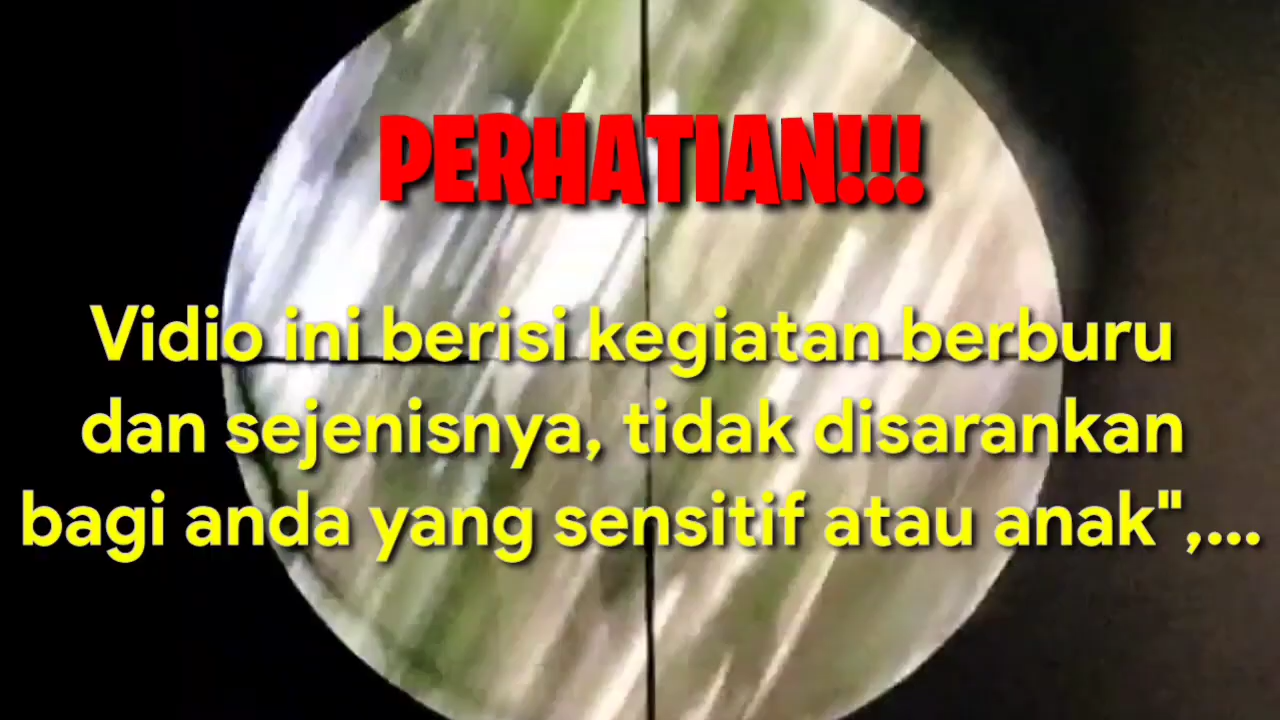 PERHATIAN!!!
Vidio ini berisi kegiatan berburu
dan sejenisnya, tidak disarankan
bagi anda yang sensitif atau anak",...